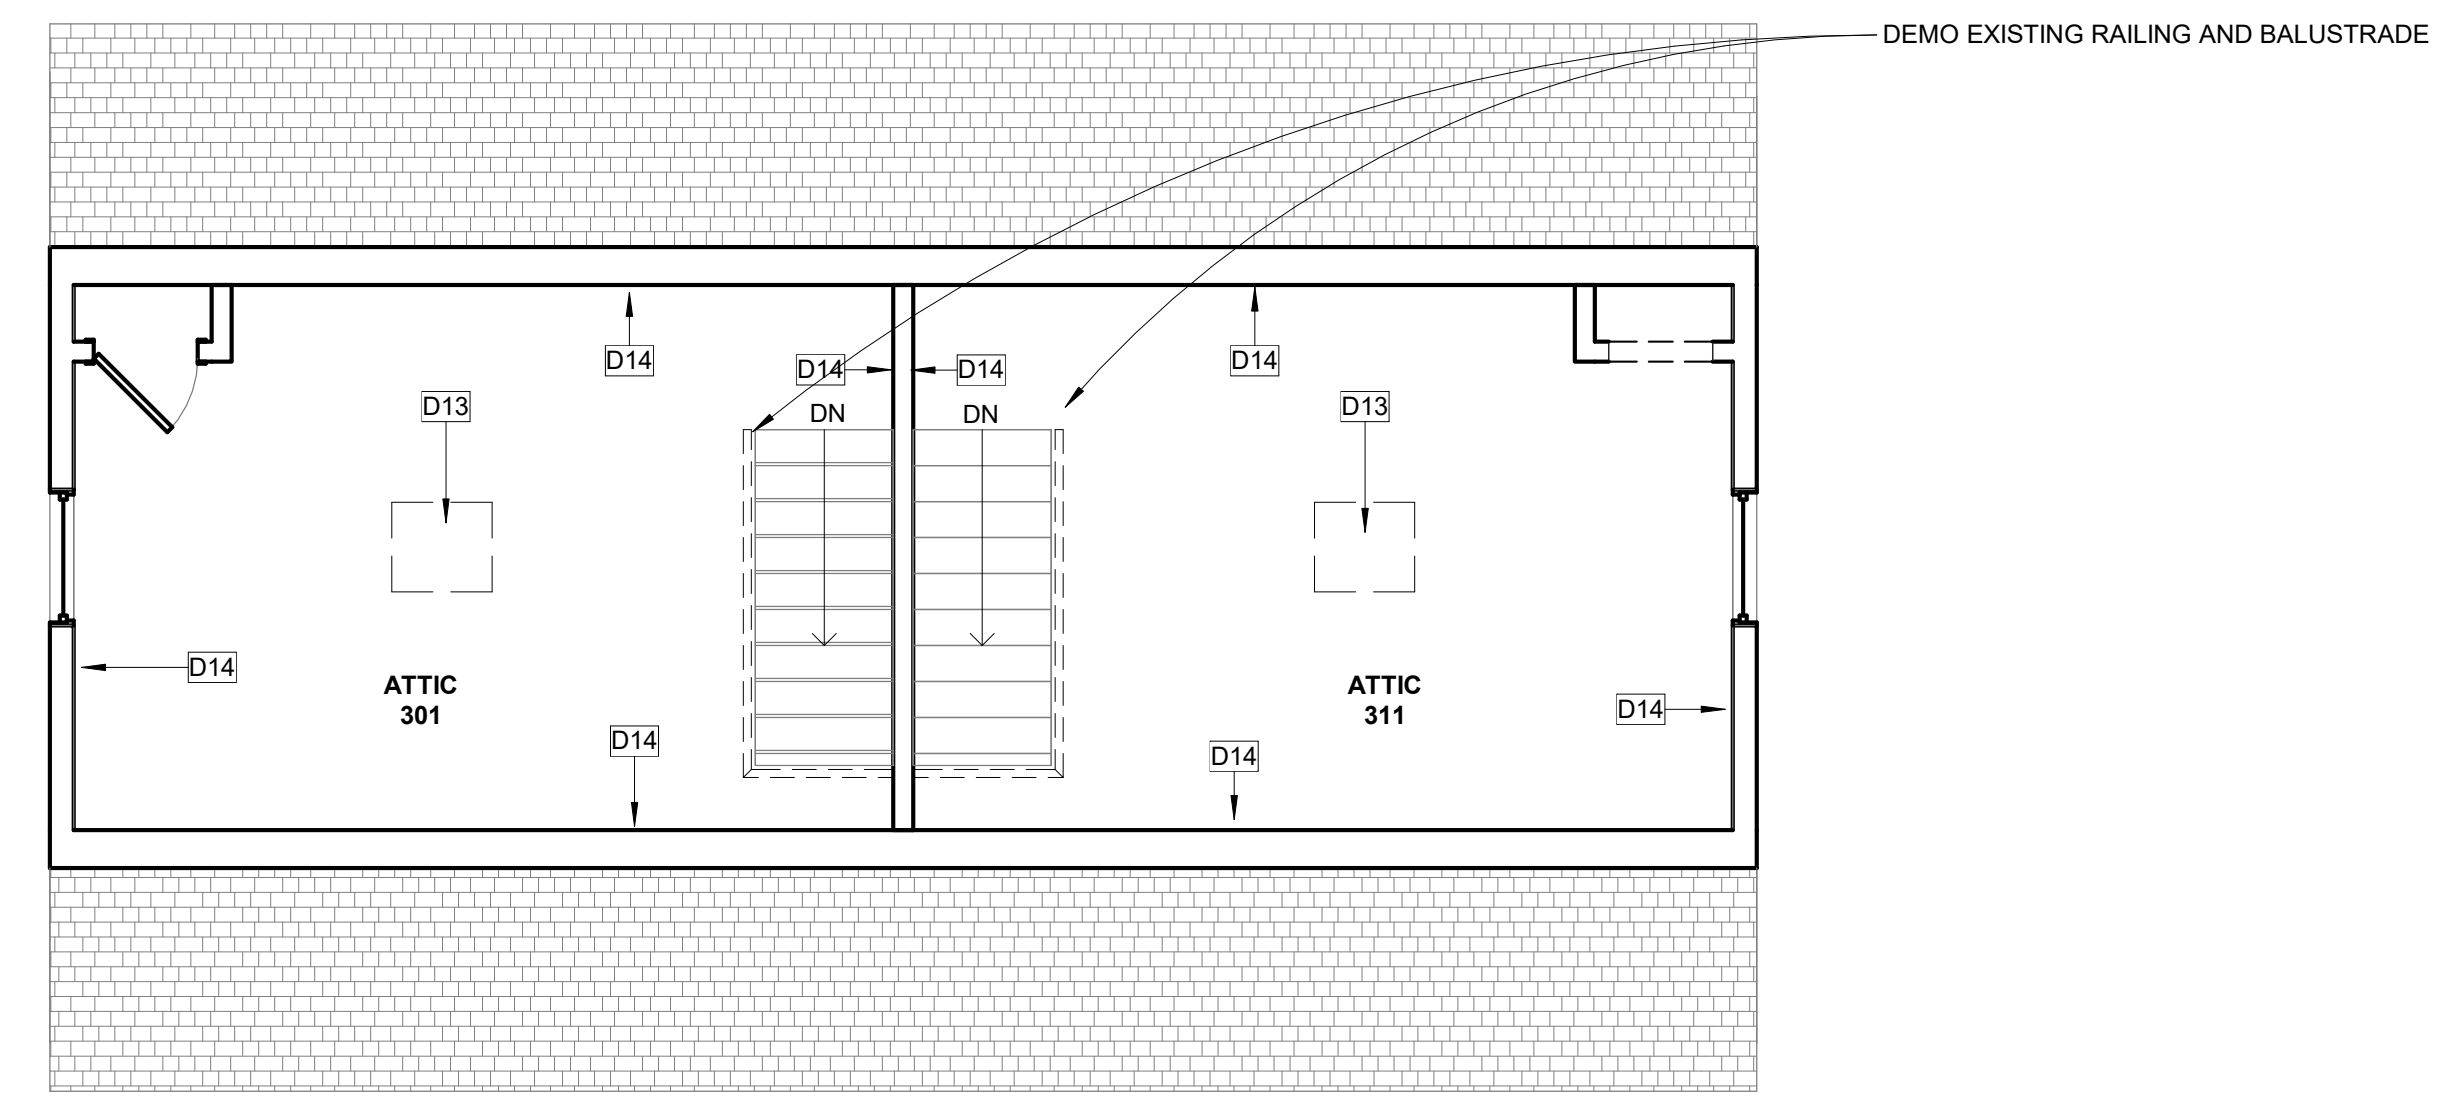 DEMO EXISTING RAILING AND BALUSTRADE
D14
D14
D14
D14
D13
D13
DN
DN
D14
ATTIC
301
ATTIC
311
D14
D14
D14